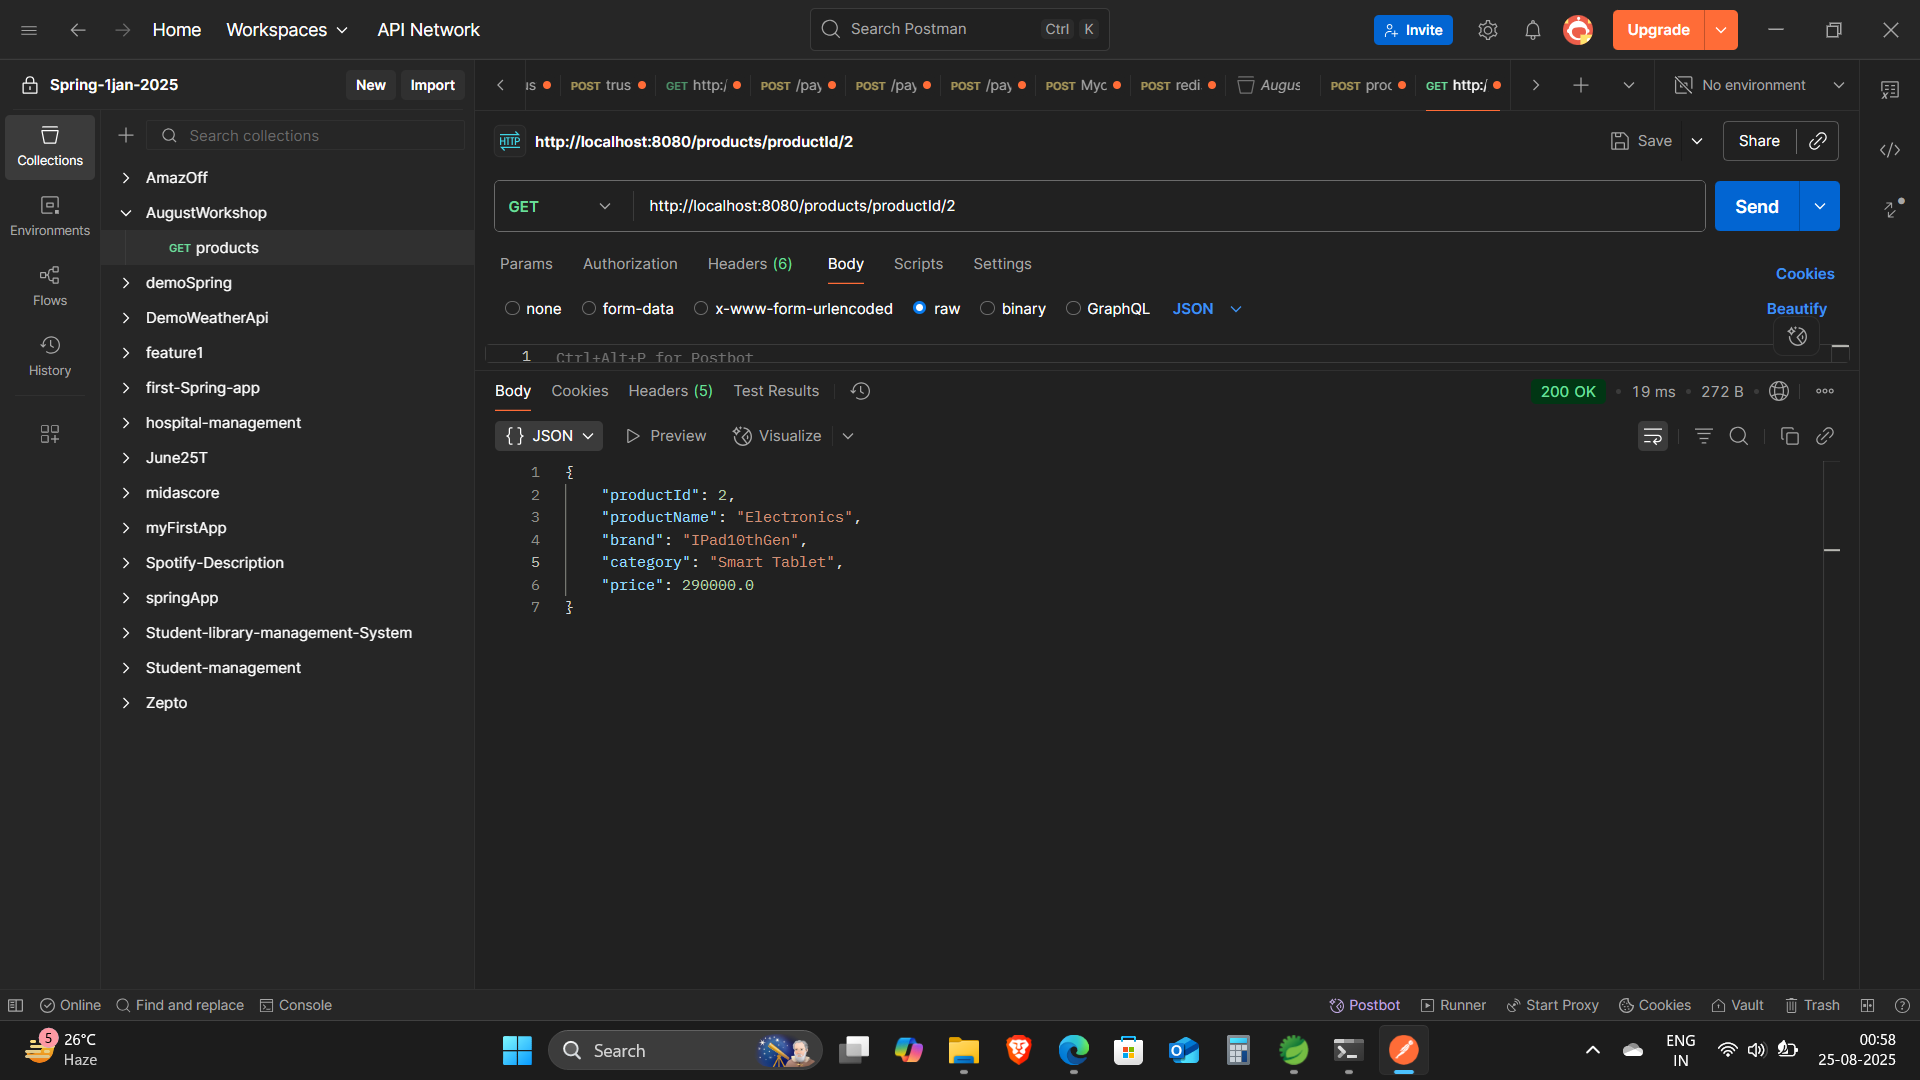 Home
Workspaces
API Network
Search Postman
Ctrl
K
Invite
Upgrade
Spring-1jan-2025
New
Import
us
POST trus
GET http:/
POST /pay
POST /pay
POST /pay
POST Myc
POST redi
Augus
POST proc
GET http:/
No environment
Collections
Environments
Flows
History
Search collections
AmazOff
AugustWorkshop
GET products
demoSpring
DemoWeatherApi
feature1
first-Spring-app
hospital-management
June25T
midascore
myFirstApp
Spotify-Description
springApp
Student-library-management-System
Student-management
Zepto
HTTP http://localhost:8080/products/productId/2
Save
Share
GET http://localhost:8080/products/productId/2
Send
Params Authorization Headers (6) Body Scripts Settings
Cookies
none form-data x-www-form-urlencoded raw binary GraphQL JSON
Beautify
1 Ctrl+Alt+P for Postbot
Body Cookies Headers (5) Test Results
200 OK • 19 ms • 272 B
{} JSON Preview Visualize
1 {
2 "productId": 2,
3 "productName": "Electronics",
4 "brand": "IPad10thGen",
5 "category": "Smart Tablet",
6 "price": 290000.0
7 }
Online Find and replace Console
Postbot Runner Start Proxy Cookies Vault Trash
5
26°C
Haze
Search
ENG
IN
00:58
25-08-2025